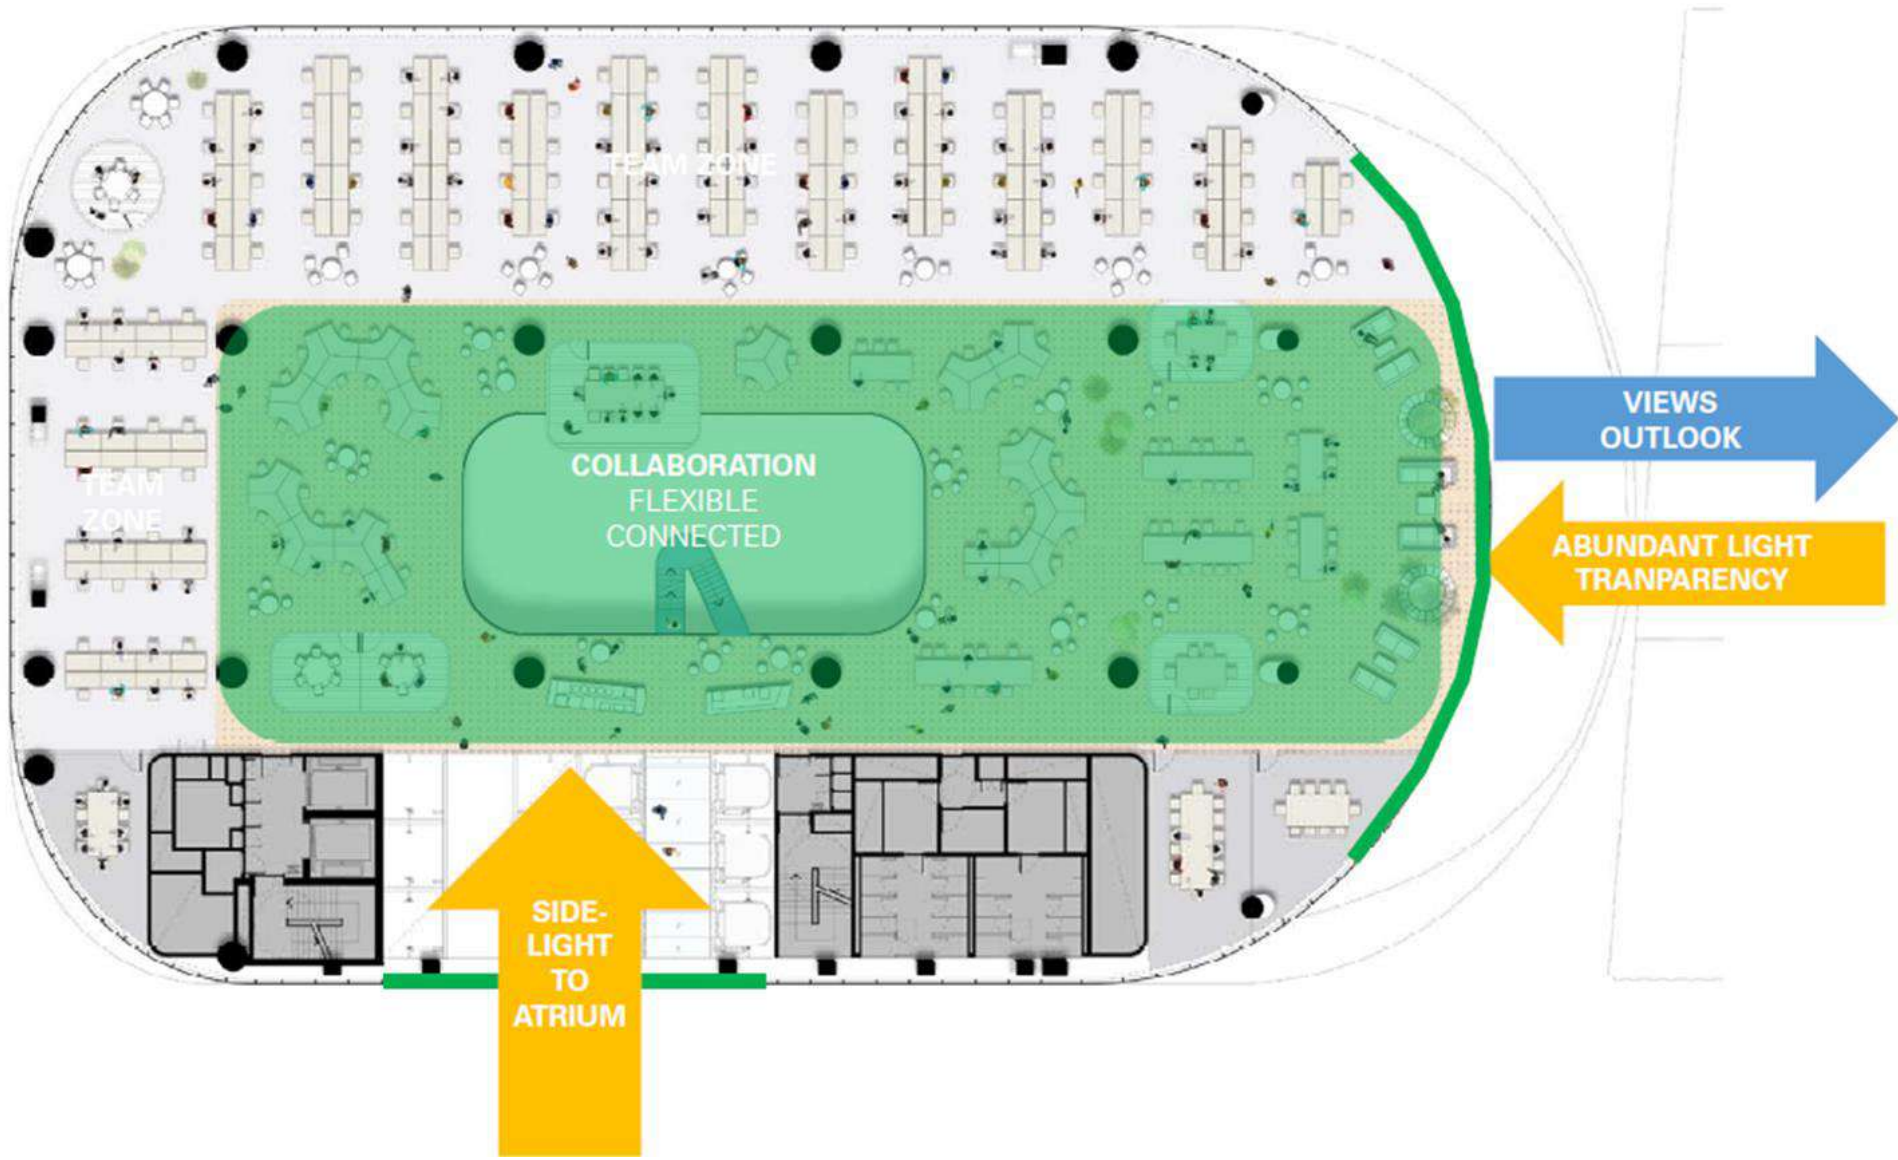 TEAM ZONE
VIEWS
OUTLOOK
COLLABORATION
FLEXIBLE
CONNECTED
TEAM
ZONE
ABUNDANT LIGHT
TRANPARENCY
SIDE-
LIGHT
TO
ATRIUM